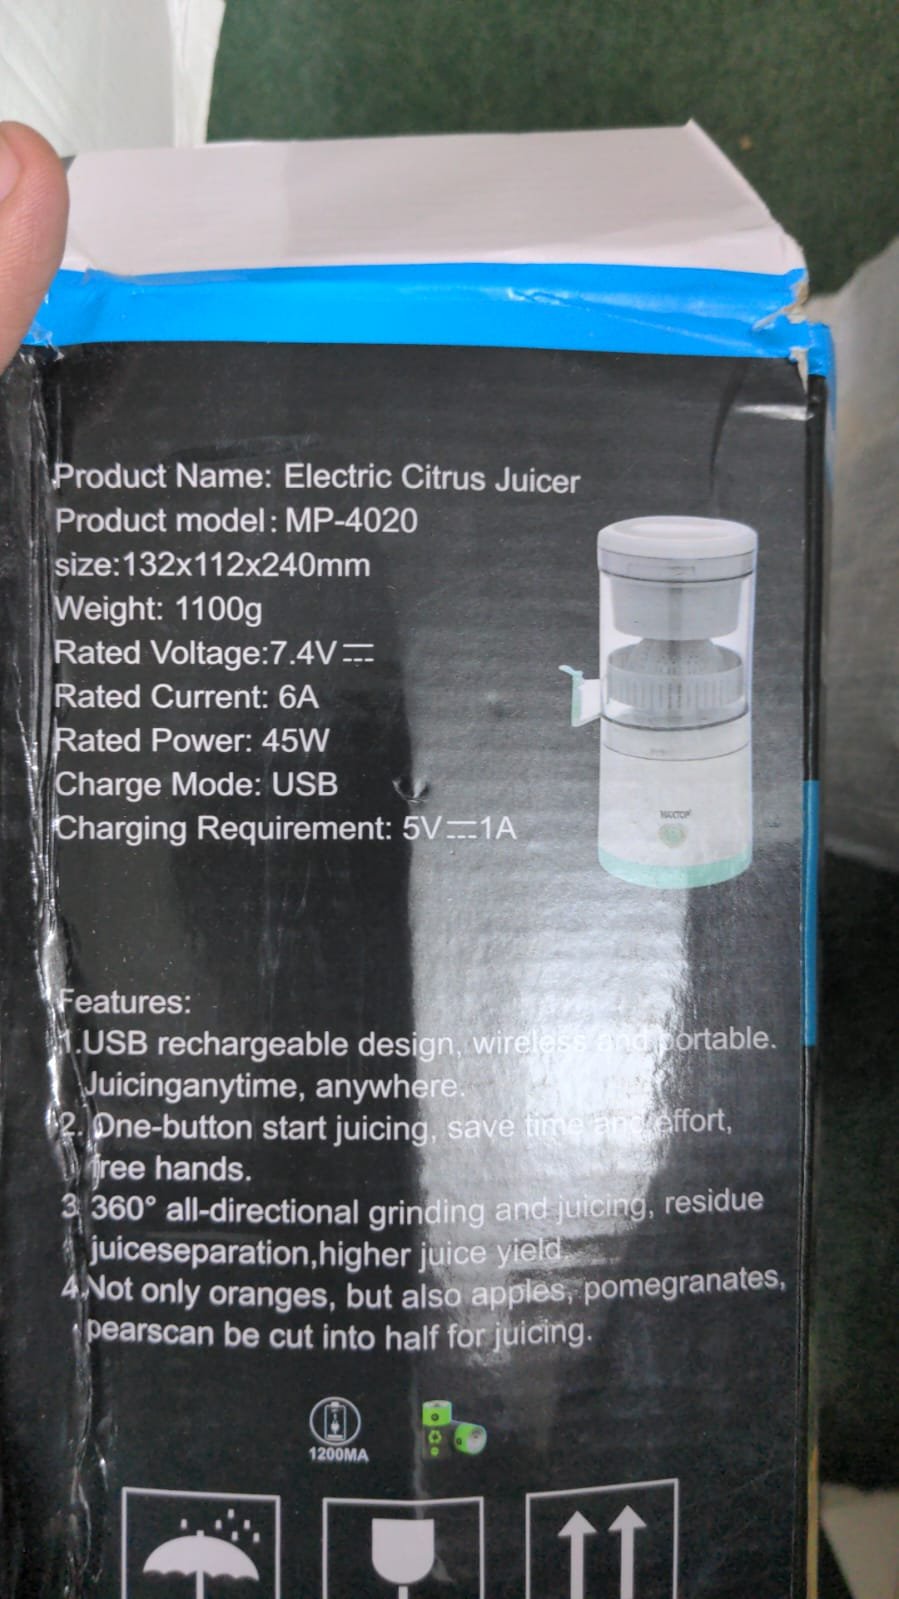 Product Name: Electric Citrus Juicer
Product model: MP-4020
size:132x112x240mm
Weight: 1100g
Rated Voltage:7.4V⎓
Rated Current: 6A
Rated Power: 45W
Charge Mode: USB
Charging Requirement: 5V⎓1A
MAXTOP
Features:
1.USB rechargeable design, wireless and portable.
Juicinganytime, anywhere.
2. One-button start juicing, save time and effort,
free hands.
3 360° all-directional grinding and juicing, residue
juiceseparation,higher juice yield.
4.Not only oranges, but also apples, pomegranates,
pearscan be cut into half for juicing.
1200MA